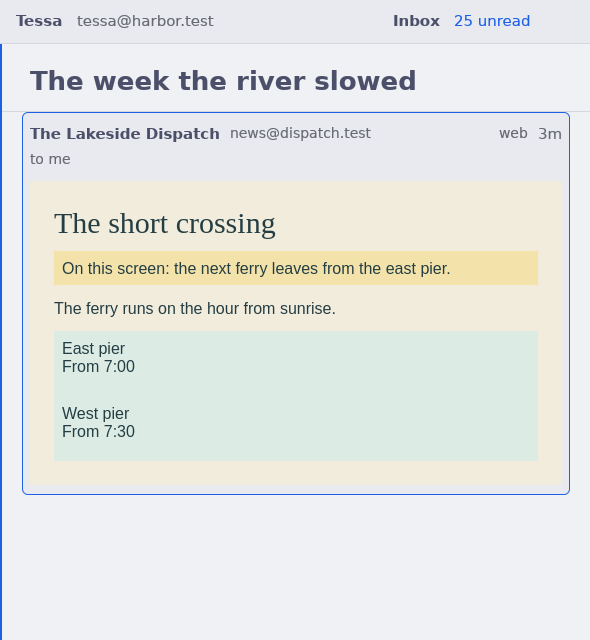 Tessa tessa@harbor.test Inbox 25 unread
The week the river slowed
The Lakeside Dispatch news@dispatch.test web 3m
to me
The short crossing
On this screen: the next ferry leaves from the east pier.
The ferry runs on the hour from sunrise.
East pier
From 7:00
West pier
From 7:30